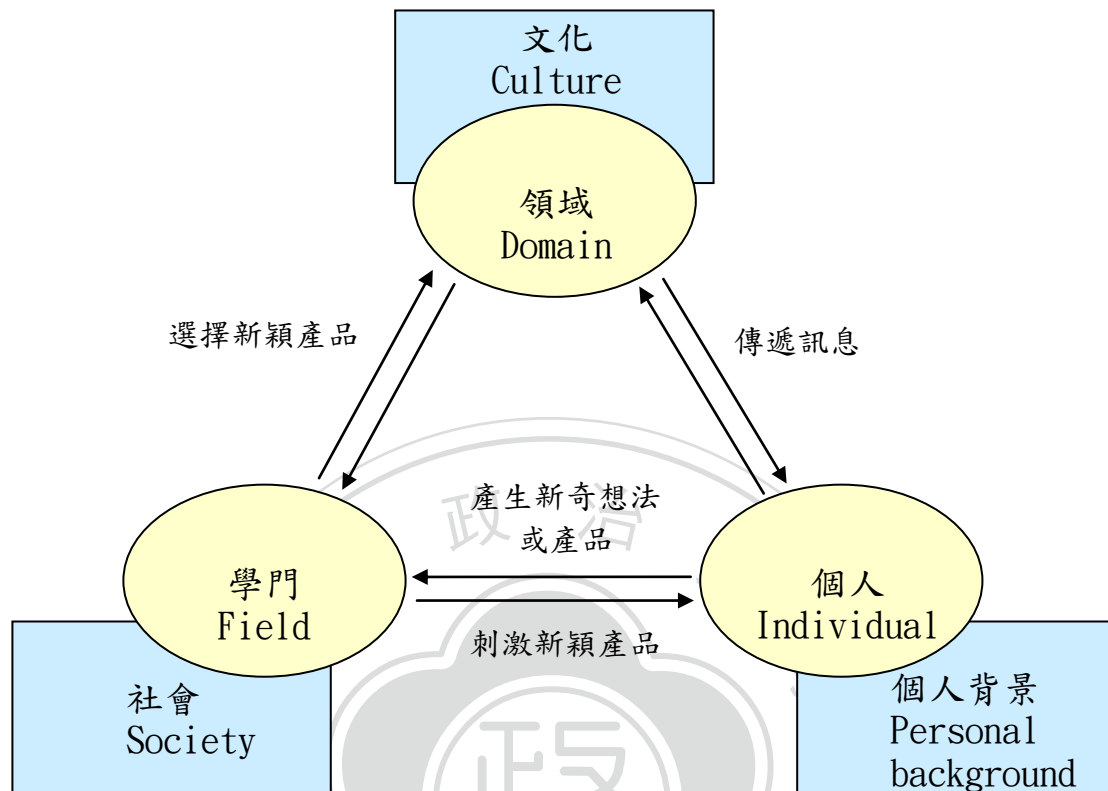 文化
Culture
領域
Domain
選擇新穎產品
傳遞訊息
政 治
產生新奇想法
或產品
學門
Field
個人
Individual
刺激新穎產品
社會
Society
個人背景
Personal
background